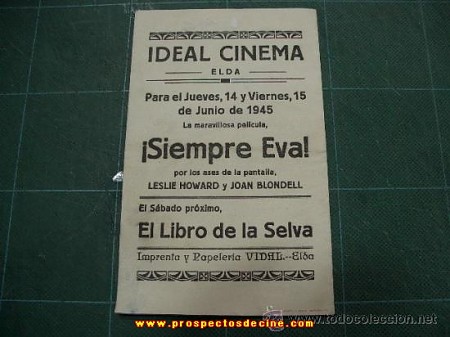 IDEAL CINEMA
ELDA
Para el Jueves, 14 y Viernes, 15
de Junio de 1945
La maravillosa película,
¡Siempre Eva!
por los ases de la pantalla,
LESLIE HOWARD y JOAN BLONDELL
El Sábado próximo,
El Libro de la Selva
Imprenta y Papelería VIDAL.--Elda
www.prospectosdecine.com
www.todocoleccion.net